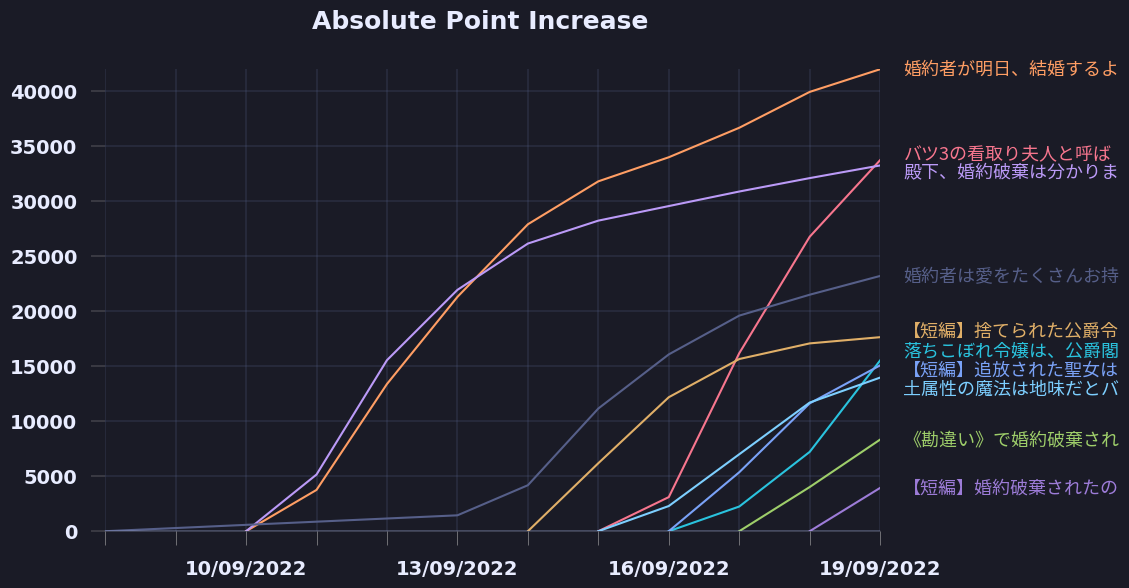 Absolute Point Increase
40000
35000
30000
25000
20000
15000
10000
5000
0
10/09/2022
13/09/2022
16/09/2022
19/09/2022
婚約者が明日、結婚するよ
バツ3の看取り夫人と呼ば
殿下、婚約破棄は分かりま
婚約者は愛をたくさんお持
【短編】捨てられた公爵令
落ちこぼれ令嬢は、公爵閣
【短編】追放された聖女は
土属性の魔法は地味だとバ
《勘違い》で婚約破棄され
【短編】婚約破棄されたの